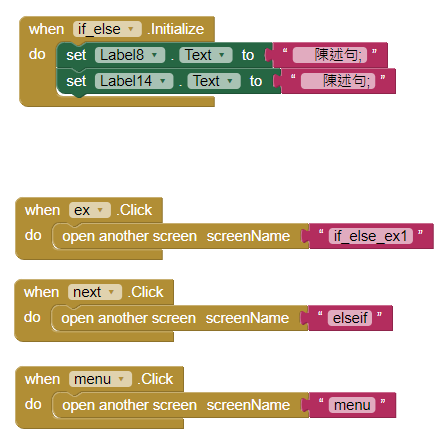 when if_else .Initialize
do set Label8 . Text to " 陳述句; "
set Label14 . Text to " 陳述句; "
when ex .Click
do open another screen screenName " if_else_ex1 "
when next .Click
do open another screen screenName " elseif "
when menu .Click
do open another screen screenName " menu "